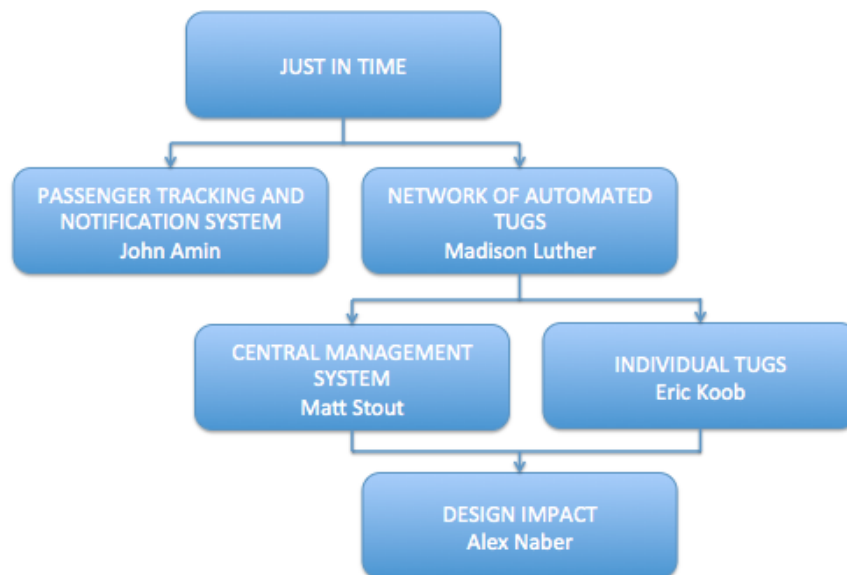 JUST IN TIME
PASSENGER TRACKING AND
NOTIFICATION SYSTEM
John Amin
NETWORK OF AUTOMATED
TUGS
Madison Luther
CENTRAL MANAGEMENT
SYSTEM
Matt Stout
INDIVIDUAL TUGS
Eric Koob
DESIGN IMPACT
Alex Naber